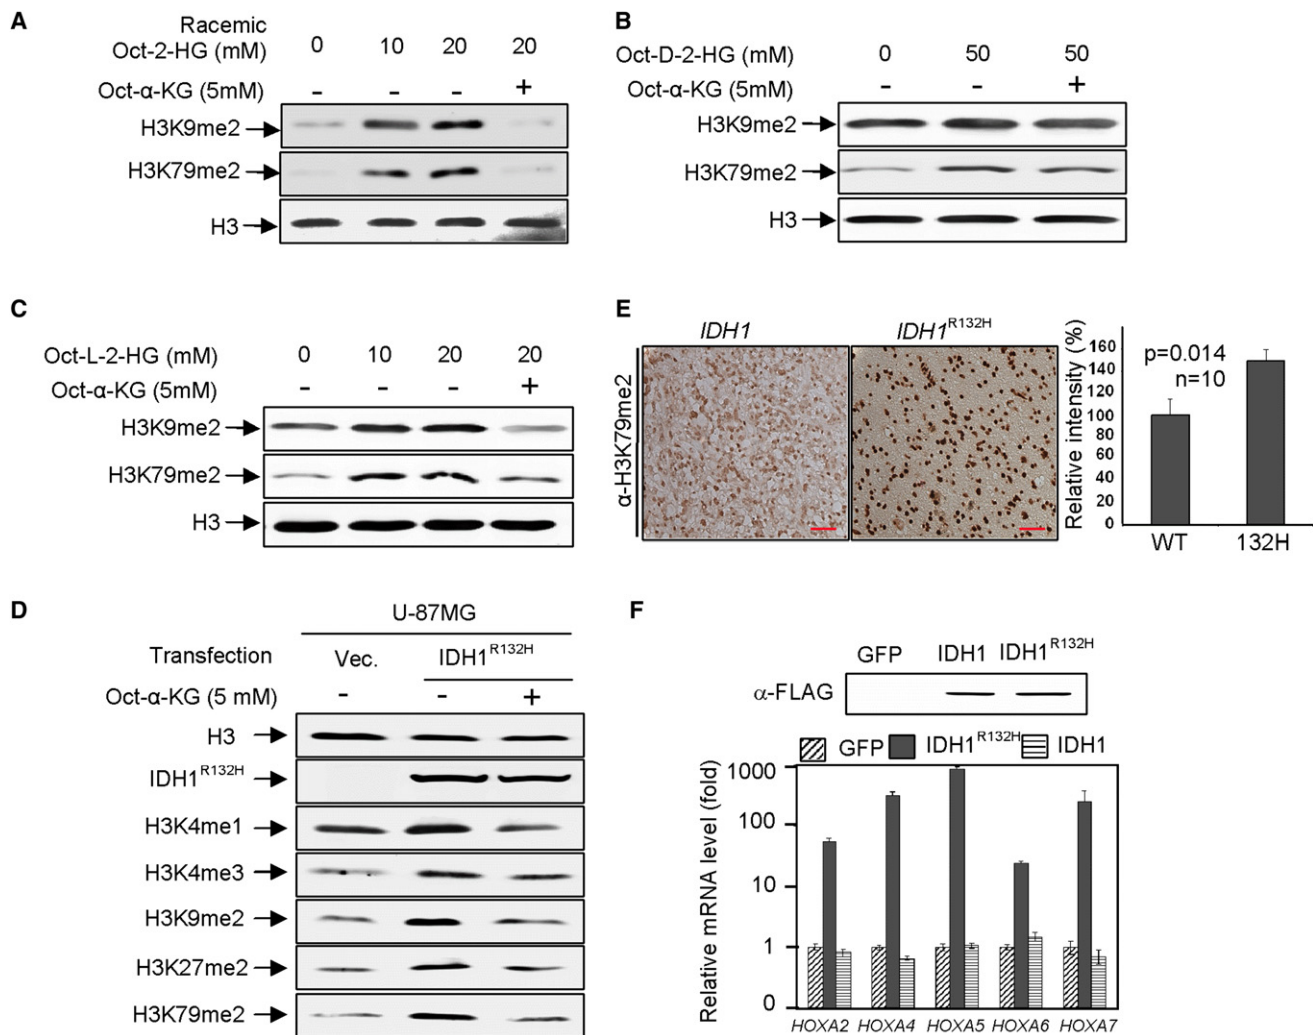 A
Racemic
Oct-2-HG (mM) 0 10 20 20
Oct-α-KG (5mM) - - - +
H3K9me2
H3K79me2
H3
B
Oct-D-2-HG (mM) 0 50 50
Oct-α-KG (5mM) - - +
H3K9me2
H3K79me2
H3
C
Oct-L-2-HG (mM) 0 10 20 20
Oct-α-KG (5mM) - - - +
H3K9me2
H3K79me2
H3
E
IDH1 IDH1R132H
α-H3K79me2
Relative intensity (%)
160
140
120
100
80
60
40
20
0
p=0.014
n=10
WT 132H
D
U-87MG
Transfection Vec. IDH1R132H
Oct-α-KG (5 mM) - - +
H3
IDH1R132H
H3K4me1
H3K4me3
H3K9me2
H3K27me2
H3K79me2
F
GFP IDH1 IDH1R132H
α-FLAG
GFP IDH1R132H IDH1
Relative mRNA level (fold)
1000
100
10
1
0
HOXA2 HOXA4 HOXA5 HOXA6 HOXA7